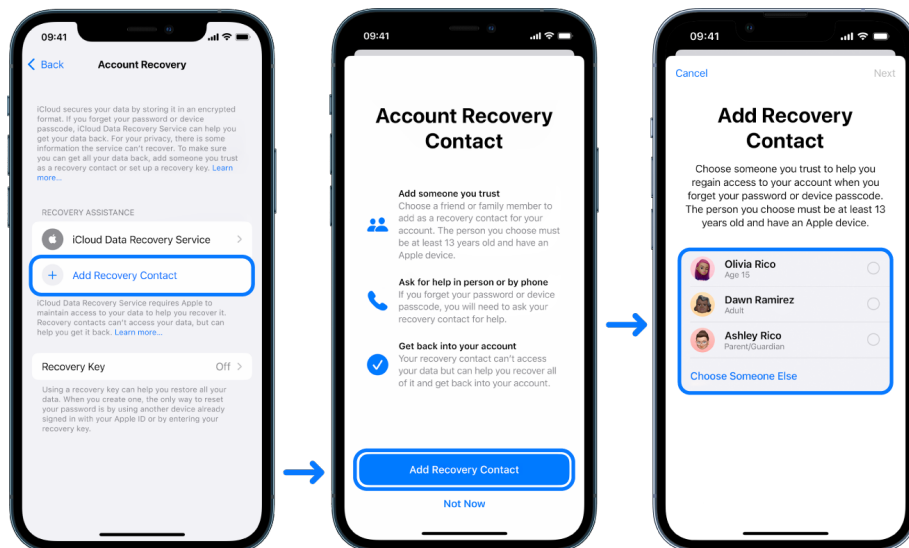 09:41
Back
Account Recovery
iCloud secures your data by storing it in an encrypted
format. If you forget your password or device
passcode, iCloud Data Recovery Service can help you
get your data back. For your privacy, there is some
information the service can't recover. To make sure
you can get all your data back, add someone you trust
as a recovery contact or set up a recovery key. Learn
more...
RECOVERY ASSISTANCE
iCloud Data Recovery Service
Add Recovery Contact
iCloud Data Recovery Service requires Apple to
maintain access to your data to help you recover it.
Recovery contacts can't access your data, but can
help you get it back. Learn more...
Recovery Key
Off
Using a recovery key can help you restore all your
data. When you create one, the only way to reset
your password is by using another device already
signed in with your Apple ID or by entering your
recovery key.
09:41
Account Recovery
Contact
Add someone you trust
Choose a friend or family member to
add as a recovery contact for your
account. The person you choose must
be at least 13 years old and have an
Apple device.
Ask for help in person or by phone
If you forget your password or device
passcode, you will need to ask your
recovery contact for help.
Get back into your account
Your recovery contact can't access
your data but can help you recover all
of it and get back into your account.
Add Recovery Contact
Not Now
09:41
Cancel
Next
Add Recovery
Contact
Choose someone you trust to help you
regain access to your account when you
forget your password or device passcode.
The person you choose must be at least 13
years old and have an Apple device.
Olivia Rico
Age 15
Dawn Ramirez
Adult
Ashley Rico
Parent/Guardian
Choose Someone Else